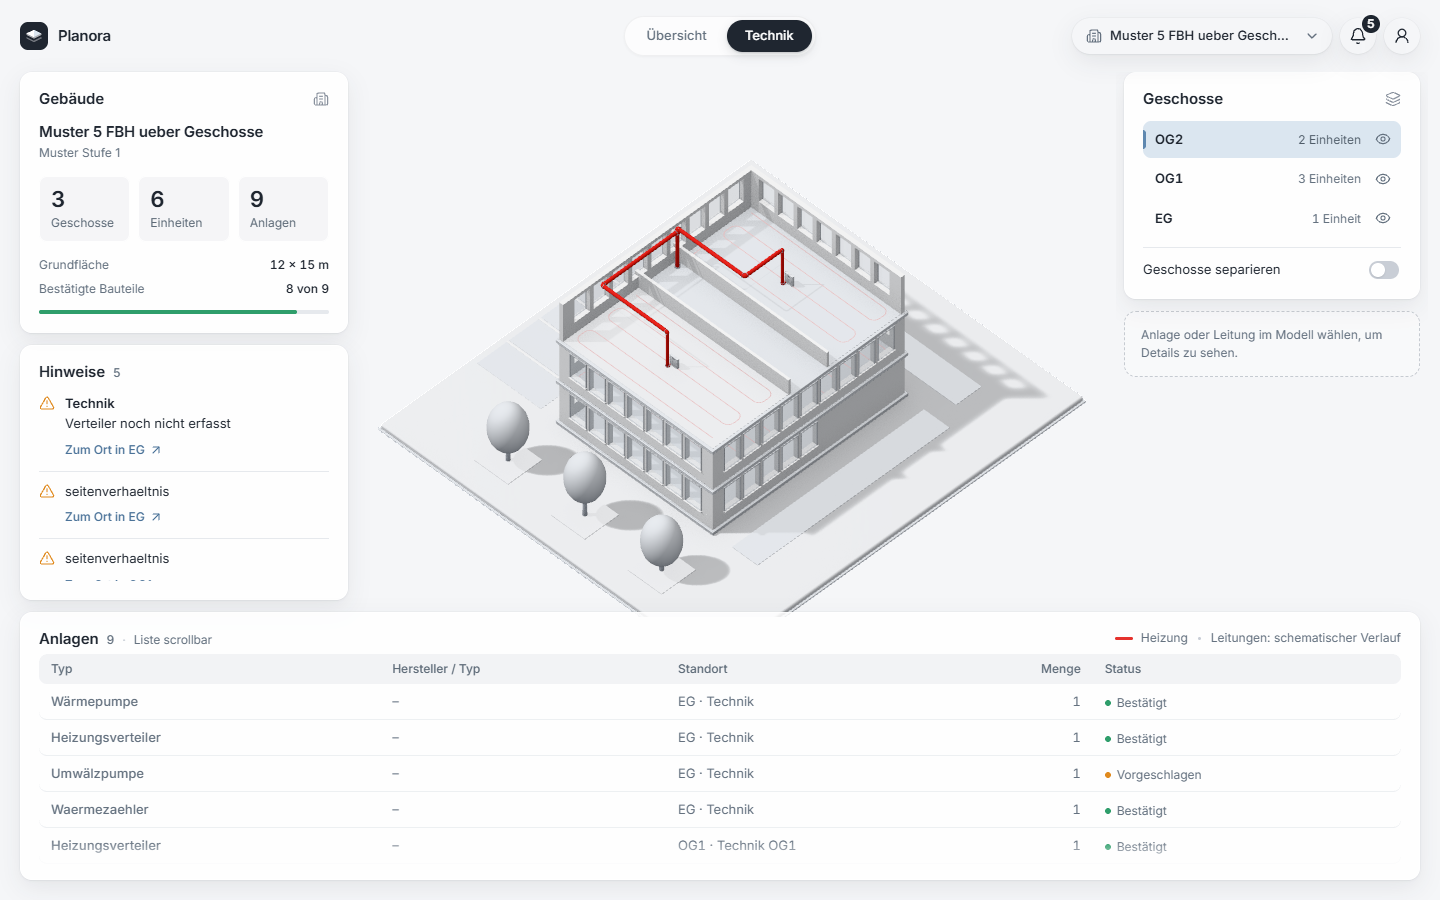 Planora
Übersicht
Technik
Muster 5 FBH ueber Gesch...
5
Gebäude
Muster 5 FBH ueber Geschosse
Muster Stufe 1
3
Geschosse
6
Einheiten
9
Anlagen
Grundfläche
12 × 15 m
Bestätigte Bauteile
8 von 9
Hinweise 5
Technik
Verteiler noch nicht erfasst
Zum Ort in EG
seitenverhaeltnis
Zum Ort in EG
seitenverhaeltnis
Geschosse
OG2 2 Einheiten
OG1 3 Einheiten
EG 1 Einheit
Geschosse separieren
Anlage oder Leitung im Modell wählen, um
Details zu sehen.
Anlagen 9 · Liste scrollbar
Heizung · Leitungen: schematischer Verlauf
Typ Hersteller / Typ Standort Menge Status
Wärmepumpe – EG · Technik 1 Bestätigt
Heizungsverteiler – EG · Technik 1 Bestätigt
Umwälzpumpe – EG · Technik 1 Vorgeschlagen
Waermezaehler – EG · Technik 1 Bestätigt
Heizungsverteiler – OG1 · Technik OG1 1 Bestätigt